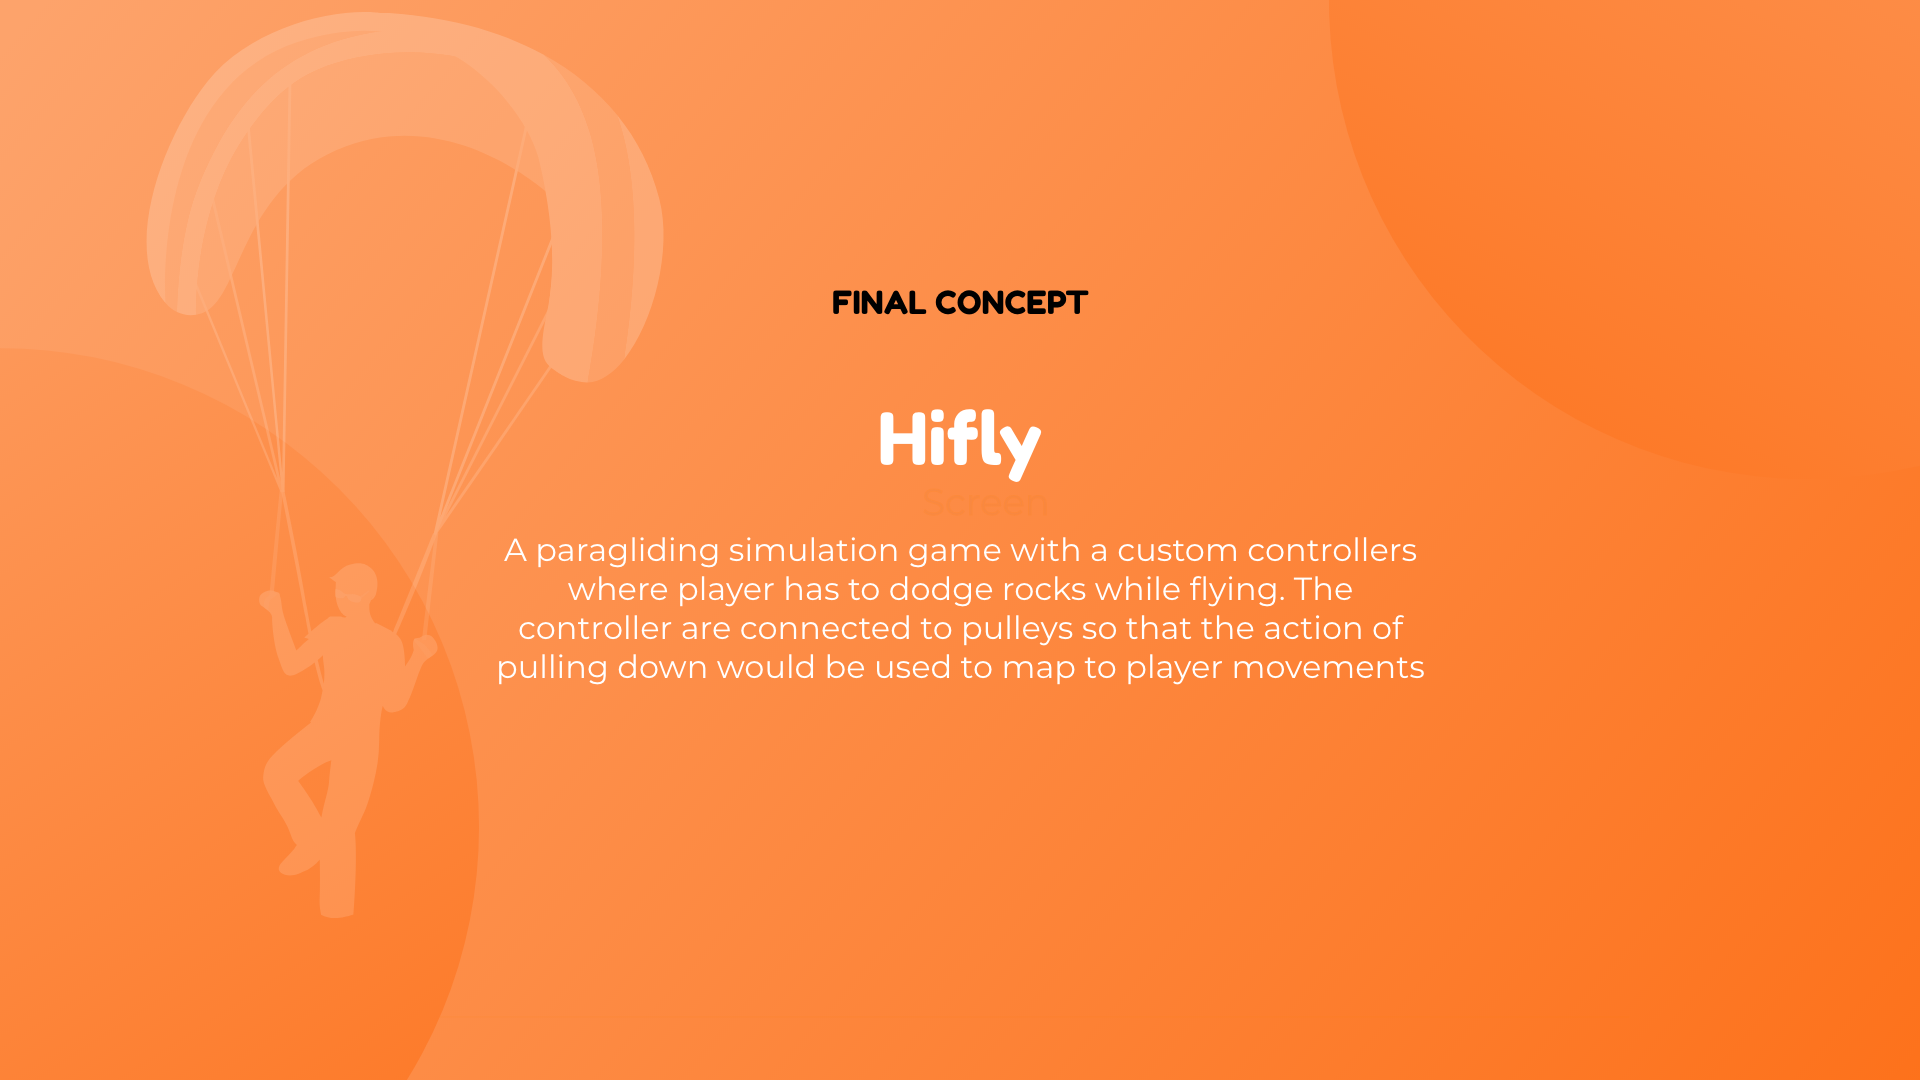 FINAL CONCEPT
Hifly
Screen
A paragliding simulation game with a custom controllers
where player has to dodge rocks while flying. The
controller are connected to pulleys so that the action of
pulling down would be used to map to player movements